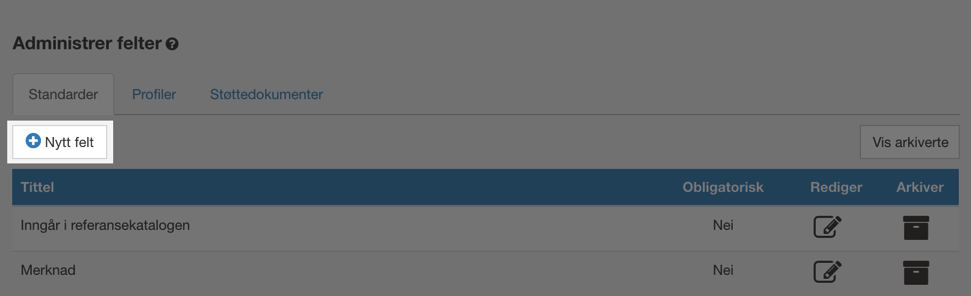 Administrer felter
Standarder Profiler Støttedokumenter
Nytt felt Vis arkiverte
Tittel Obligatorisk Rediger Arkiver
Inngår i referansekatalogen Nei
Merknad Nei